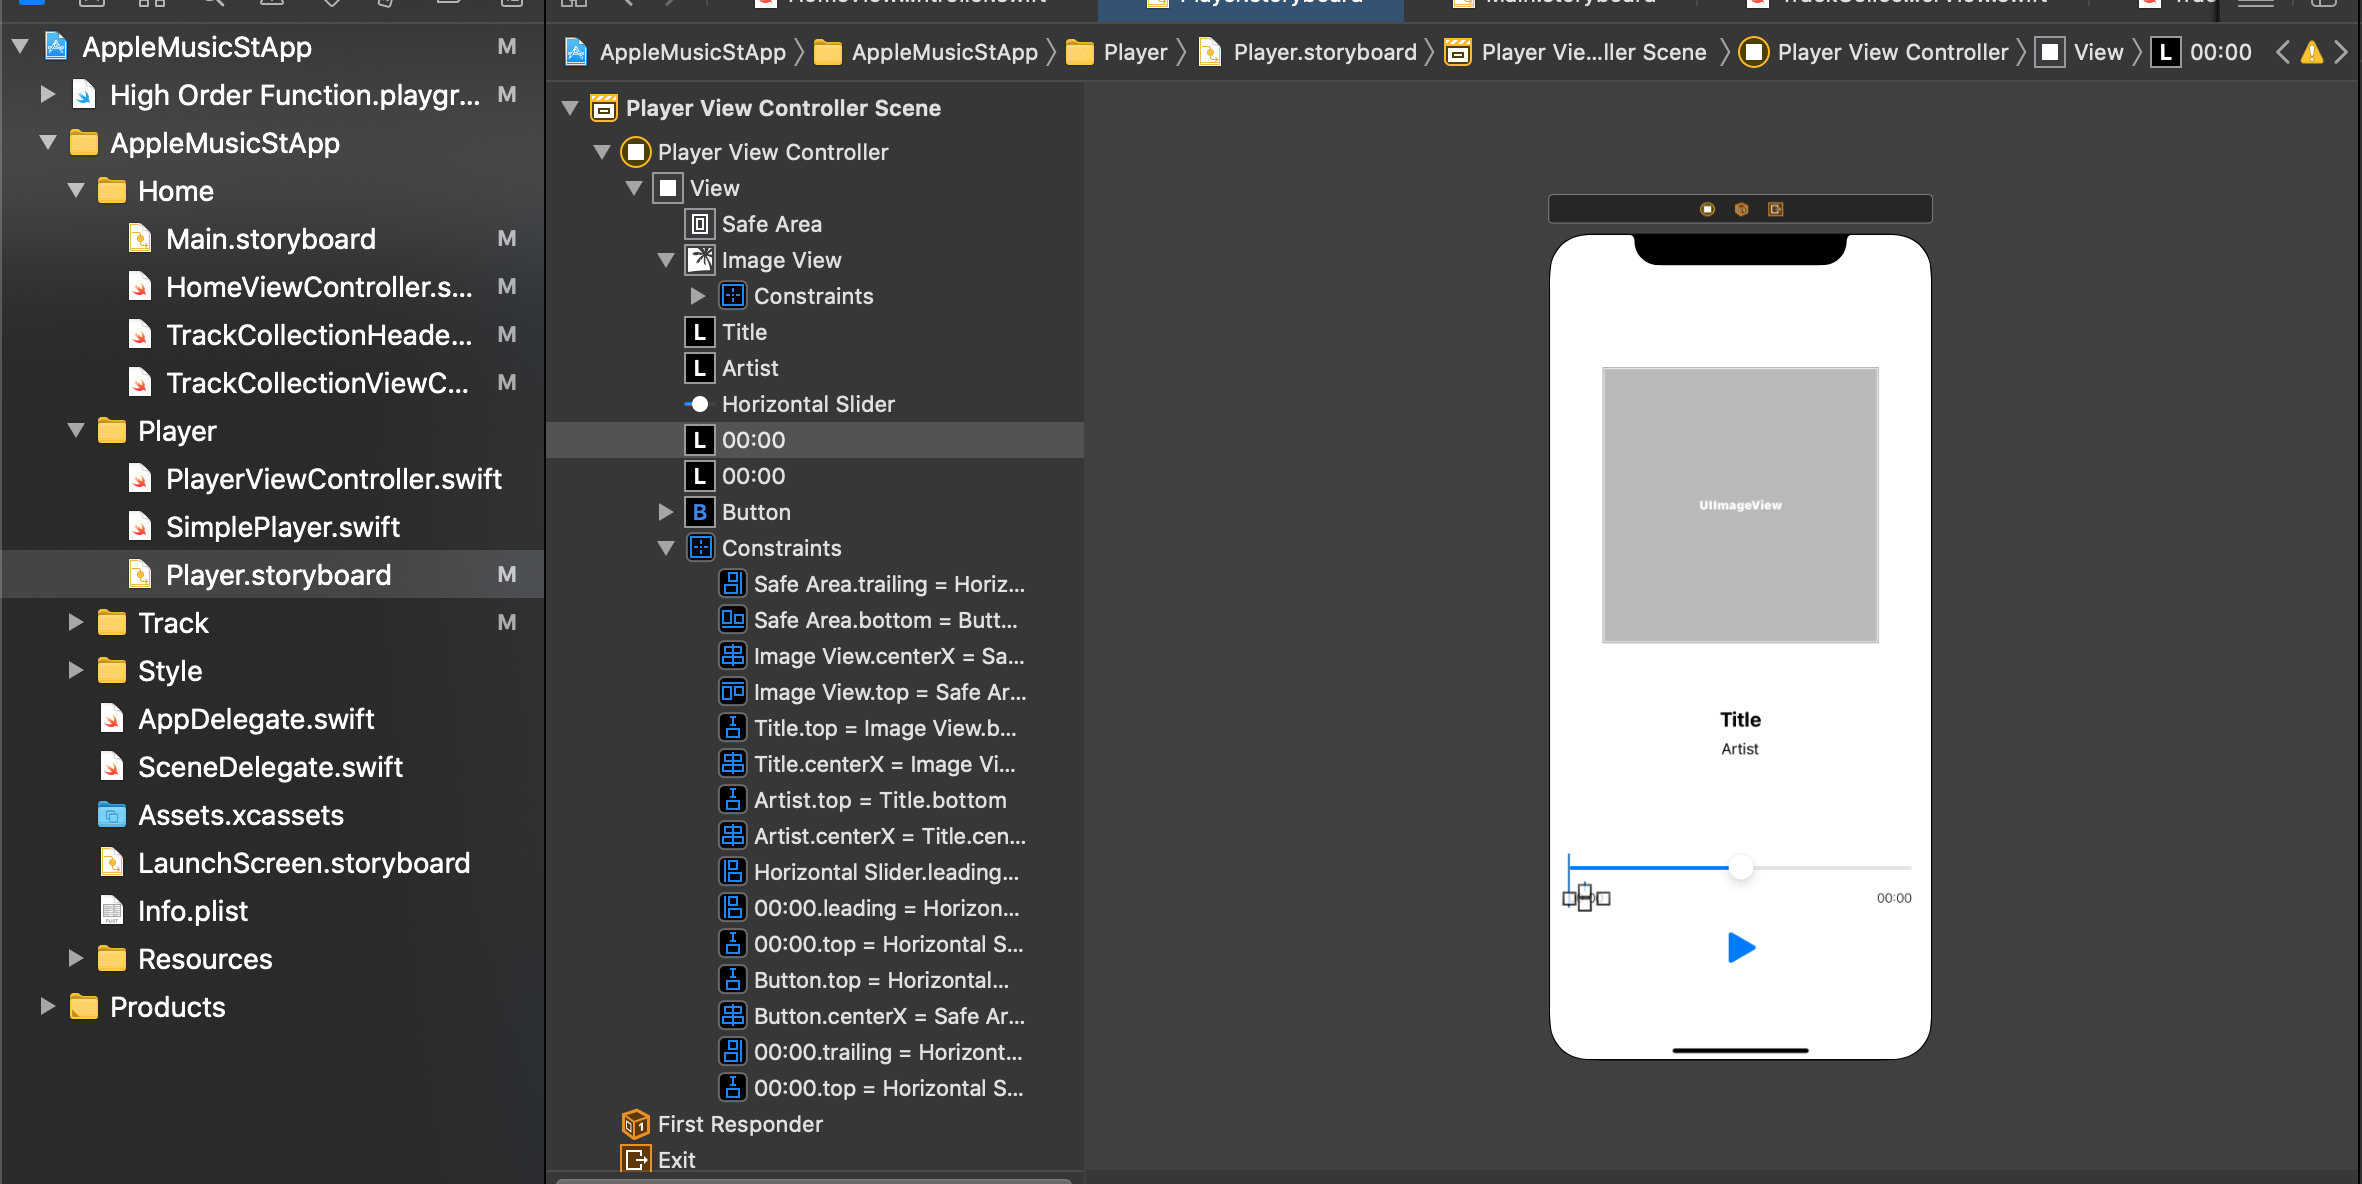 AppleMusicStApp M
High Order Function.playgr... M
AppleMusicStApp
Home
Main.storyboard M
HomeViewController.s... M
TrackCollectionHeade... M
TrackCollectionViewC... M
Player
PlayerViewController.swift
SimplePlayer.swift
Player.storyboard M
Track M
Style
AppDelegate.swift
SceneDelegate.swift
Assets.xcassets
LaunchScreen.storyboard
Info.plist
Resources
Products
AppleMusicStApp AppleMusicStApp Player Player.storyboard Player Vie...ller Scene Player View Controller View L 00:00
Player View Controller Scene
Player View Controller
View
Safe Area
Image View
Constraints
L Title
L Artist
Horizontal Slider
L 00:00
L 00:00
B Button
Constraints
Safe Area.trailing = Horiz...
Safe Area.bottom = Butt...
Image View.centerX = Sa...
Image View.top = Safe Ar...
Title.top = Image View.b...
Title.centerX = Image Vi...
Artist.top = Title.bottom
Artist.centerX = Title.cen...
Horizontal Slider.leading...
00:00.leading = Horizon...
00:00.top = Horizontal S...
Button.top = Horizontal...
Button.centerX = Safe Ar...
00:00.trailing = Horizont...
00:00.top = Horizontal S...
First Responder
Exit
UIImageView
Title
Artist
00:00